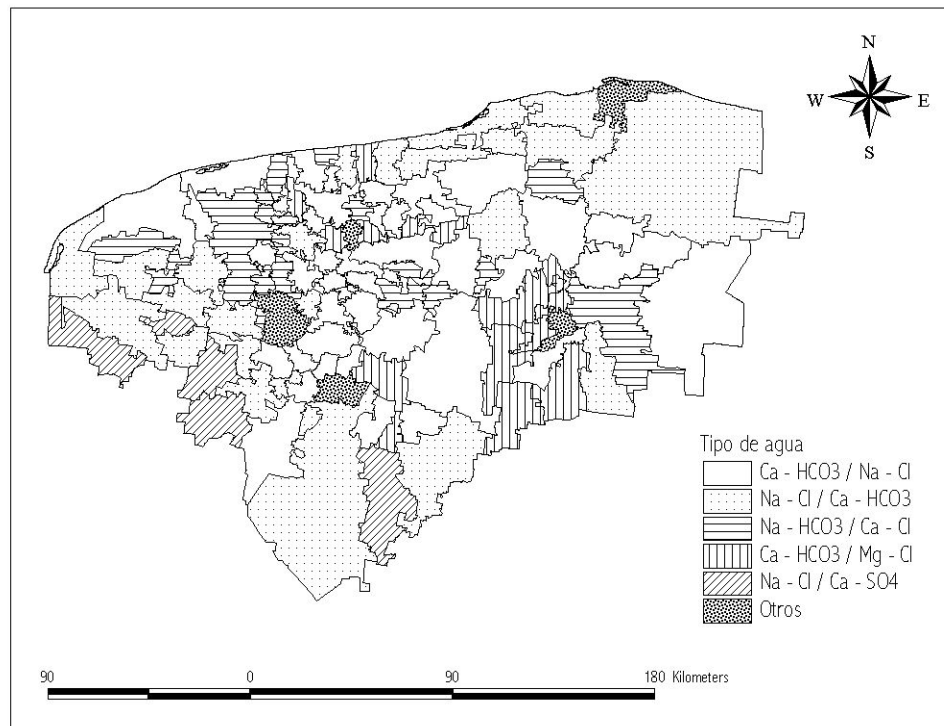 N
W E
S
Tipo de agua
Ca - HCO3 / Na - Cl
Na - Cl / Ca - HCO3
Na - HCO3 / Ca - Cl
Ca - HCO3 / Mg - Cl
Na - Cl / Ca - SO4
Otros
90 0 90 180 Kilometers